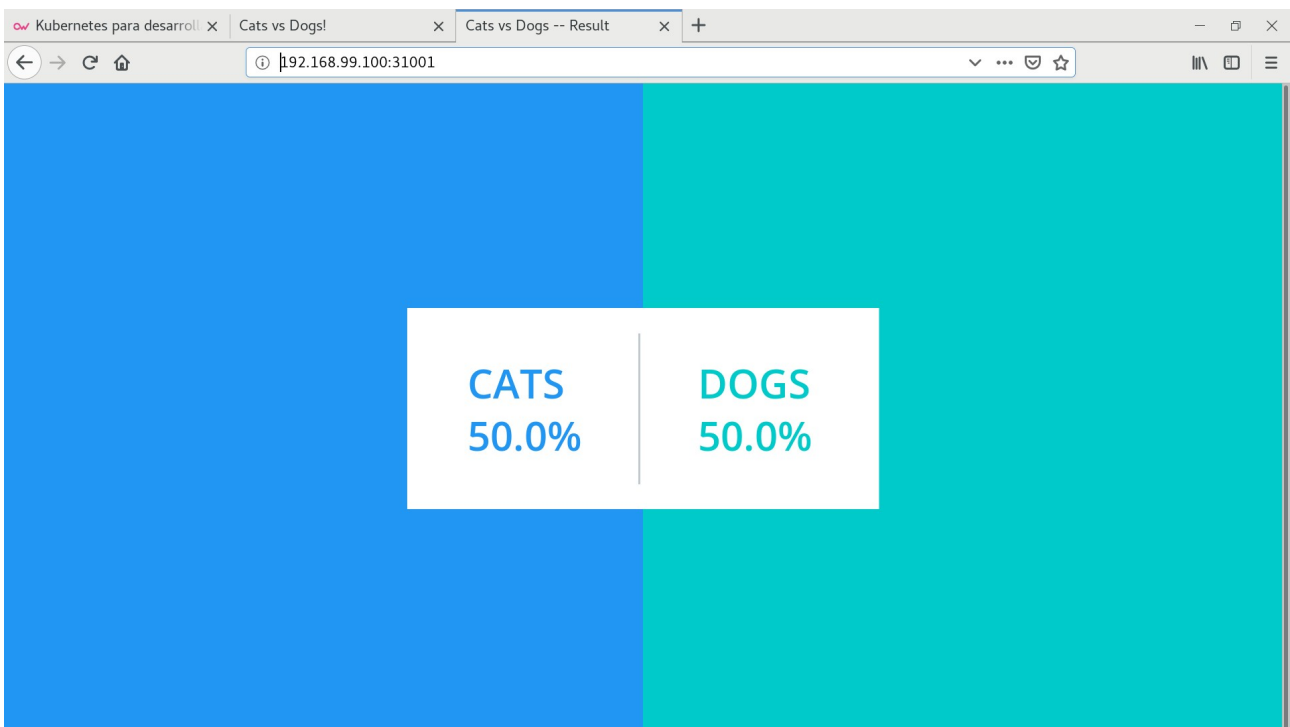 Kubernetes para desarroll
Cats vs Dogs!
Cats vs Dogs -- Result
192.168.99.100:31001
CATS
50.0%
DOGS
50.0%